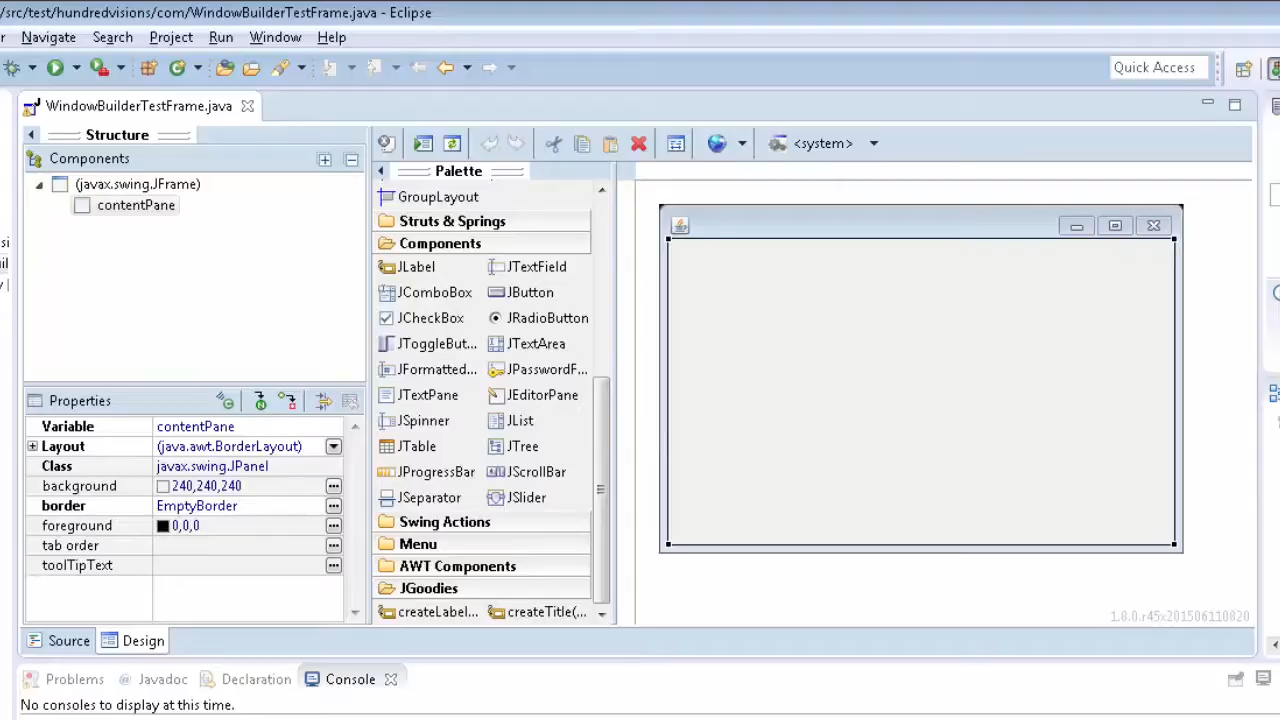 /src/test/hundredvisions/com/WindowBuilderTestFrame.java - Eclipse
r Navigate Search Project Run Window Help
Quick Access
WindowBuilderTestFrame.java
Structure
Components
(javax.swing.JFrame)
contentPane
Properties
Variable contentPane
Layout (java.awt.BorderLayout)
Class javax.swing.JPanel
background 240,240,240
border EmptyBorder
foreground 0,0,0
tab order
toolTipText
Source Design
<system>
Palette
GroupLayout
Struts & Springs
Components
JLabel JTextField
JComboBox JButton
JCheckBox JRadioButton
JToggleBut... JTextArea
JFormatted... JPasswordF...
JTextPane JEditorPane
JSpinner JList
JTable JTree
JProgressBar JScrollBar
JSeparator JSlider
Swing Actions
Menu
AWT Components
JGoodies
createLabel... createTitle(...
1.8.0.r45x201506110820
Problems Javadoc Declaration Console
No consoles to display at this time.